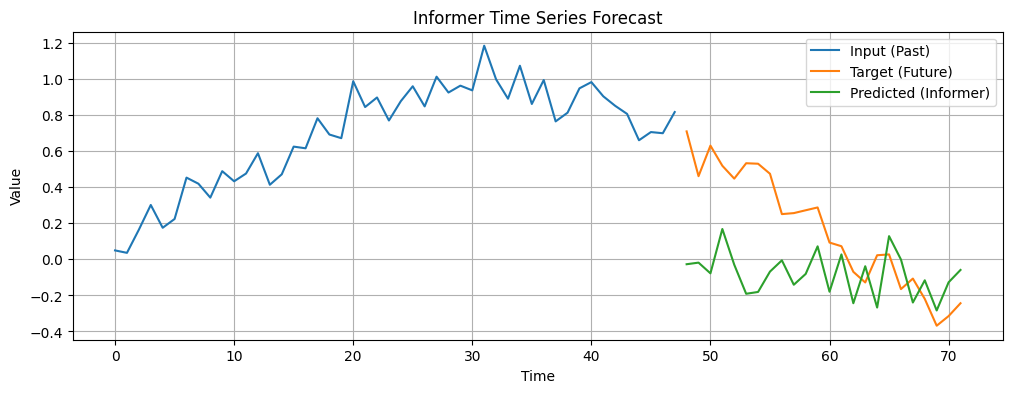 Informer Time Series Forecast
Input (Past)
Target (Future)
Predicted (Informer)
Value
1.2
1.0
0.8
0.6
0.4
0.2
0.0
−0.2
−0.4
0 10 20 30 40 50 60 70
Time